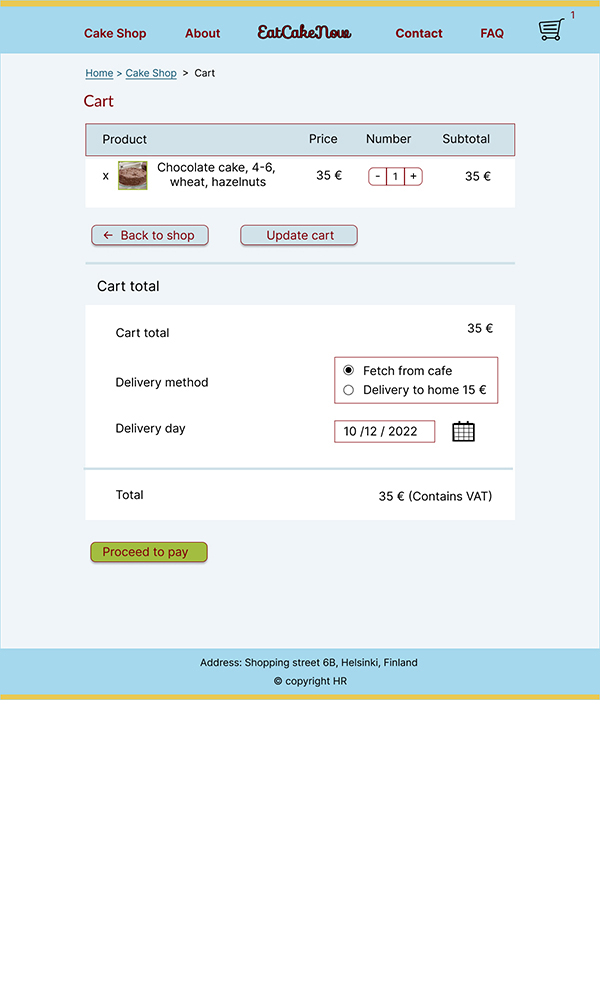 Cake Shop About EatCakeNow Contact FAQ 1
Home > Cake Shop > Cart
Cart
Product Price Number Subtotal
x Chocolate cake, 4-6, 35 € - 1 + 35 €
wheat, hazelnuts
← Back to shop Update cart
Cart total
Cart total 35 €
Delivery method Fetch from cafe
Delivery to home 15 €
Delivery day 10 /12 / 2022
Total 35 € (Contains VAT)
Proceed to pay
Address: Shopping street 6B, Helsinki, Finland
© copyright HR